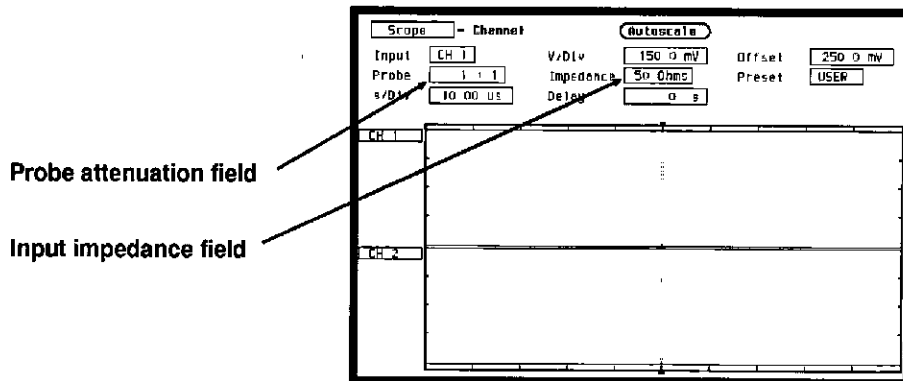 Scope - Channel Autoscale
Input CH 1 V/Div 150 0 mV Offset 250 0 mV
Probe 1 : 1 Impedance 50 Ohms Preset USER
s/Div 10 00 us Delay 0 s
CH 1
Probe attenuation field
Input impedance field
CH 2